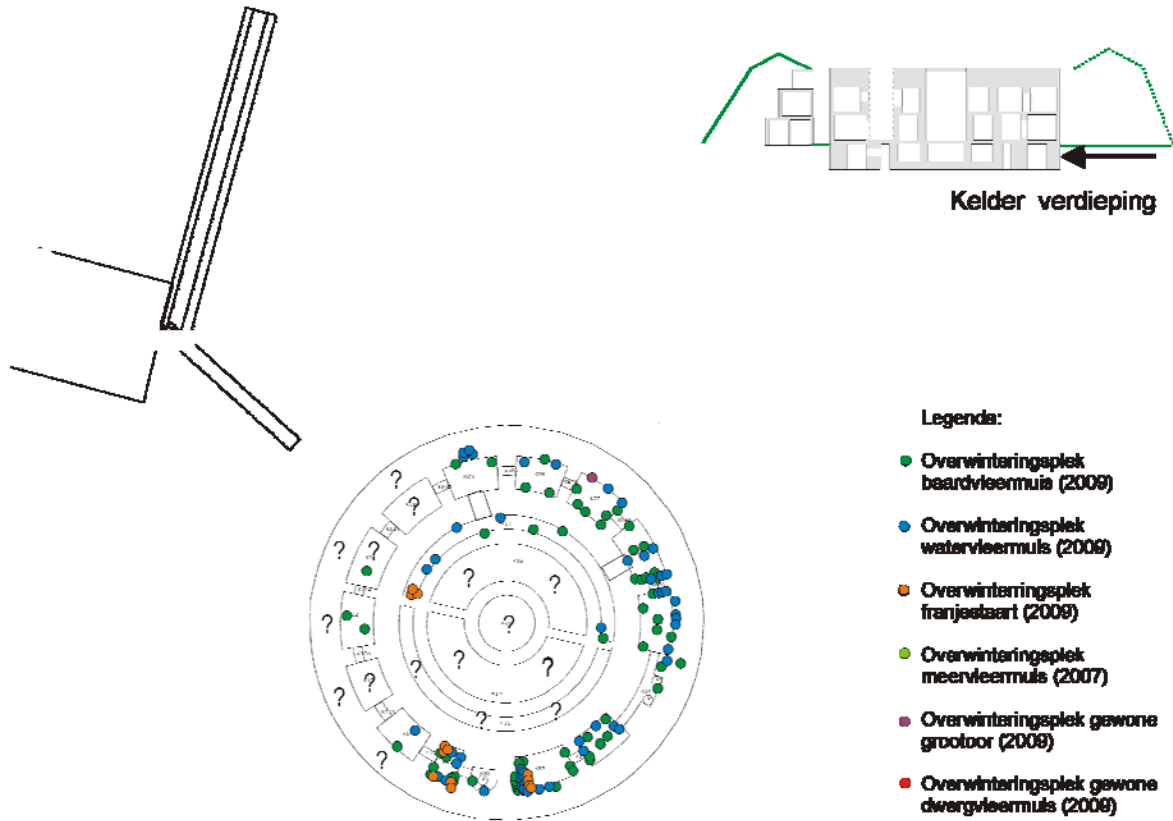 Kelder verdieping
Legenda:
Overwinteringsplek
baardvleermuis (2009)
Overwinteringsplek
watervleermuis (2009)
Overwinterringsplek
franjestaart (2009)
Overwinteringsplek
meervleermuis (2007)
Overwinteringsplek gewone
grootoor (2009)
Overwinteringsplek gewone
dwergvleermuis (2009)
? ? ? ? ? ? ? ? ? ? ? ? ? ? ? ? ?